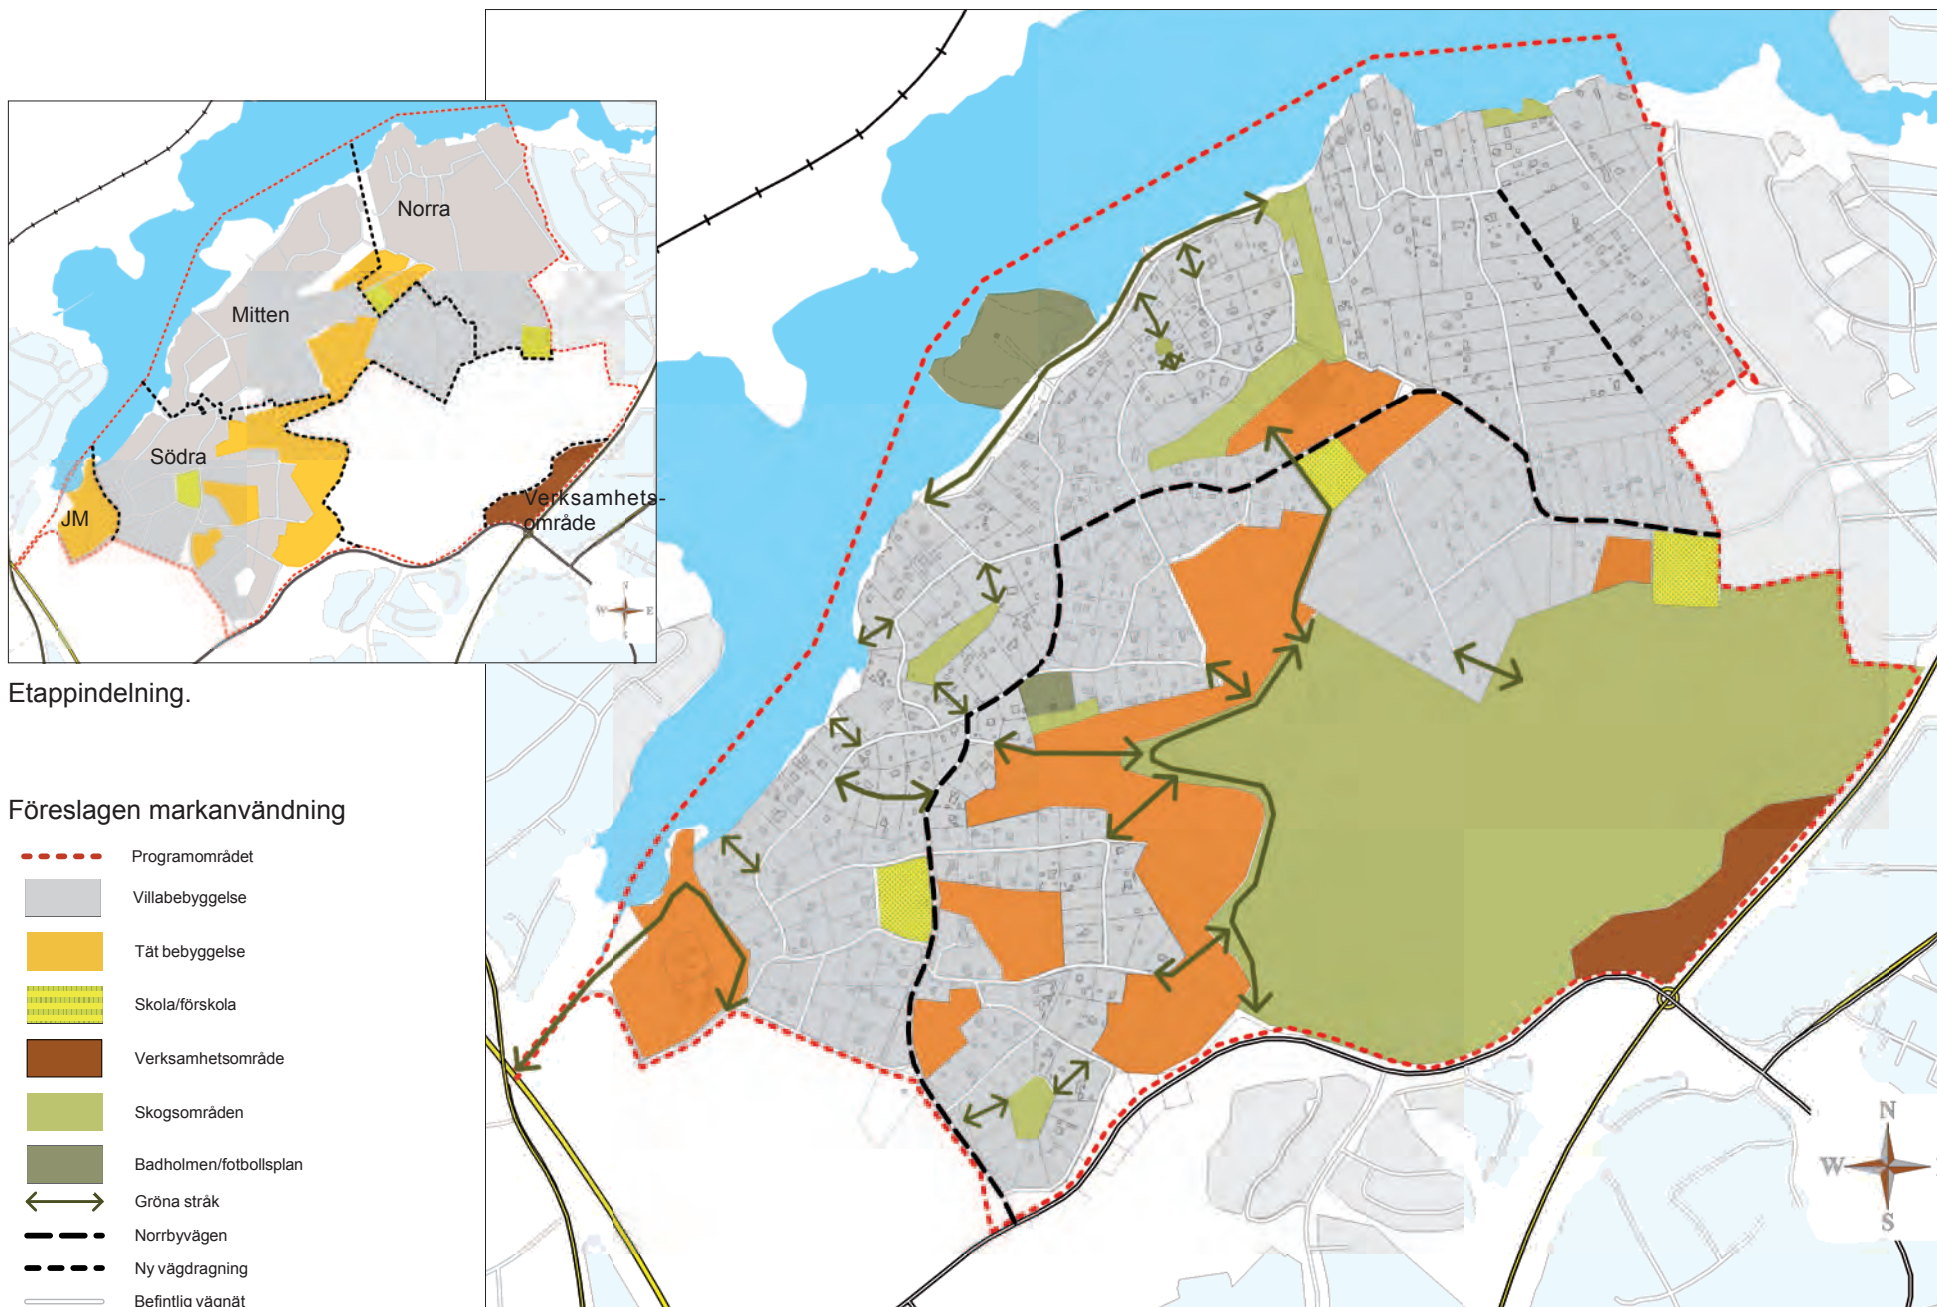 Norra
Mitten
Södra
JM
Verksamhets-
område
N
W E
S
Etappindelning.
Föreslagen markanvändning
Programområdet
Villabebyggelse
Tät bebyggelse
Skola/förskola
Verksamhetsområde
Skogsområden
Badholmen/fotbollsplan
Gröna stråk
Norrbyvägen
Ny vägdragning
Befintlig vägnät
N
W
S